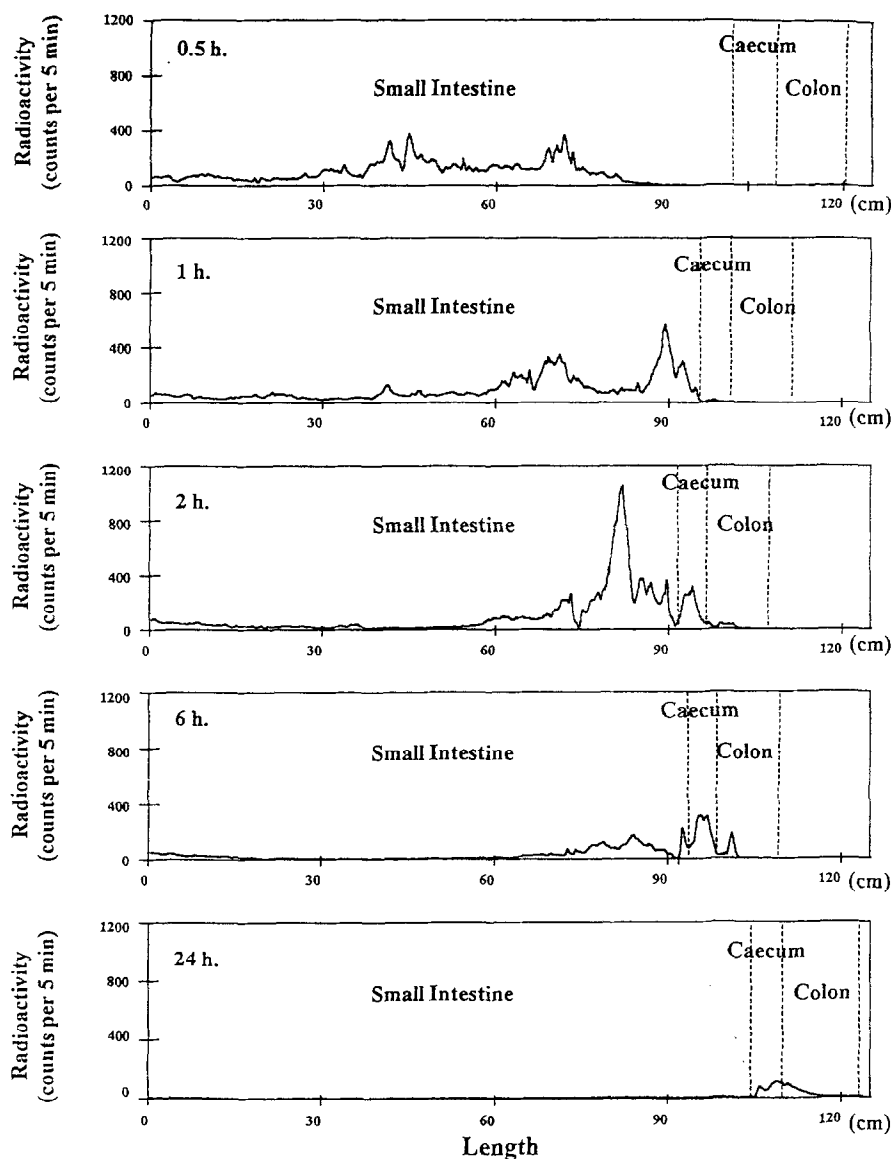 Radioactivity
(counts per 5 min)
1200
800
400
0
0.5 h.
Small Intestine
Caecum
Colon
0 30 60 90 120 (cm)
Radioactivity
(counts per 5 min)
1200
800
400
0
1 h.
Small Intestine
Caecum
Colon
0 30 60 90 120 (cm)
Radioactivity
(counts per 5 min)
1200
800
400
0
2 h.
Small Intestine
Caecum
Colon
0 30 60 90 120 (cm)
Radioactivity
(counts per 5 min)
1200
800
400
0
6 h.
Small Intestine
Caecum
Colon
0 30 60 90 120 (cm)
Radioactivity
(counts per 5 min)
1200
800
400
0
24 h.
Small Intestine
Caecum
Colon
0 30 60 90 120 (cm)
Length